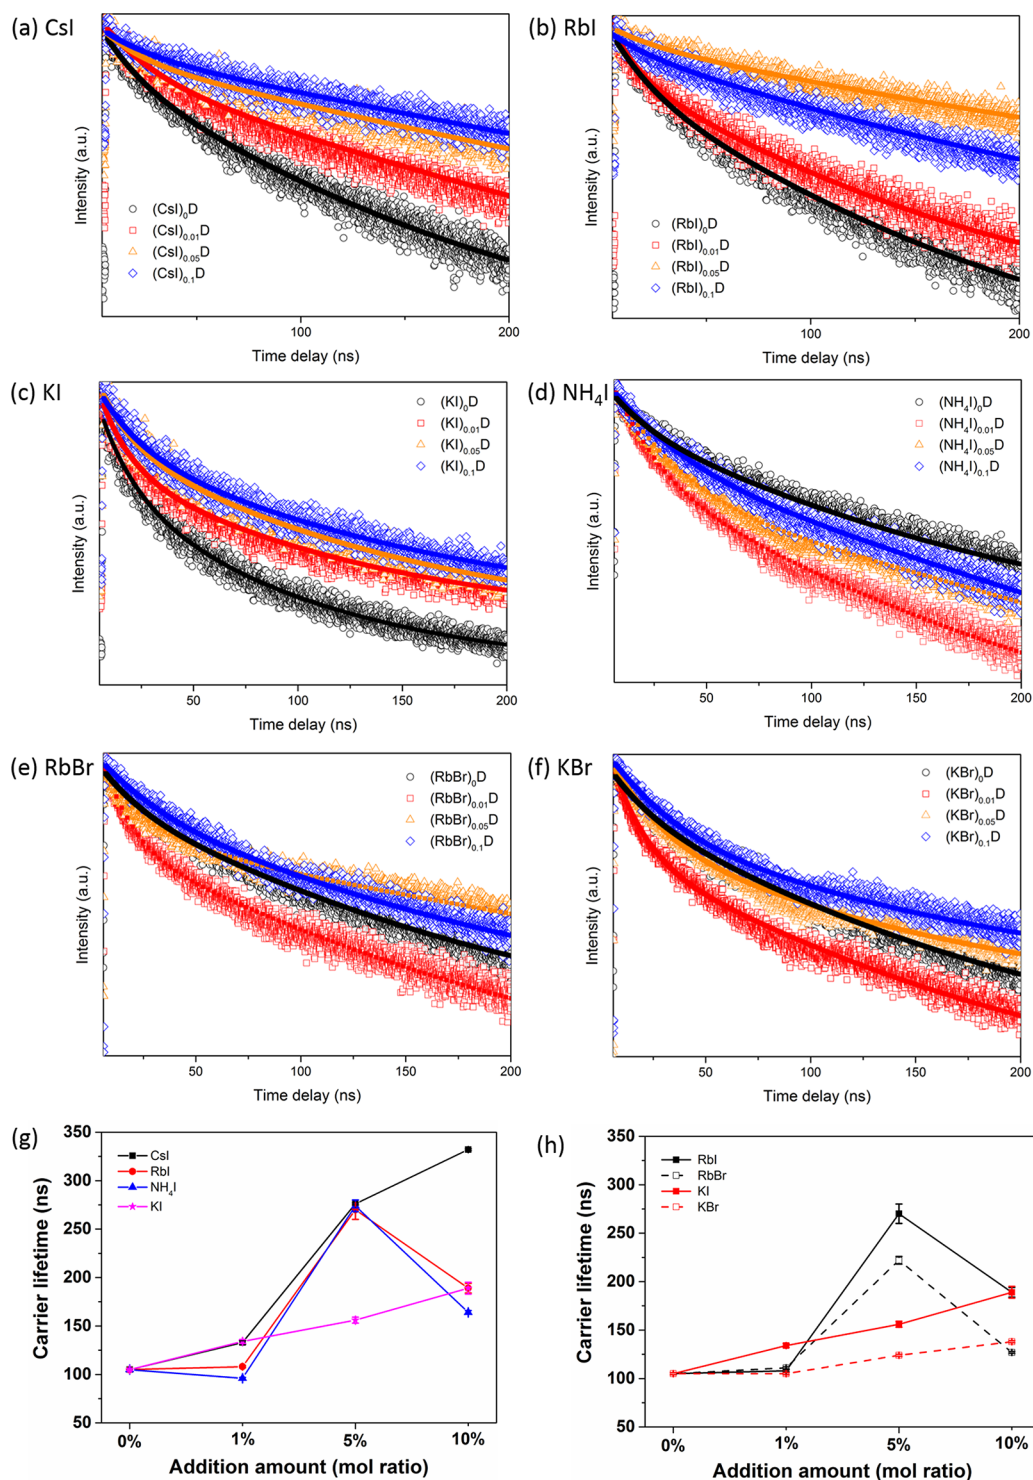 (a) CsI
Intensity (a.u.)
(CsI)0D
(CsI)0.01D
(CsI)0.05D
(CsI)0.1D
100
200
Time delay (ns)
(b) RbI
Intensity (a.u.)
(RbI)0D
(RbI)0.01D
(RbI)0.05D
(RbI)0.1D
100
200
Time delay (ns)
(c) KI
Intensity (a.u.)
(KI)0D
(KI)0.01D
(KI)0.05D
(KI)0.1D
50
100
150
200
Time delay (ns)
(d) NH4I
Intensity (a.u.)
(NH4I)0D
(NH4I)0.01D
(NH4I)0.05D
(NH4I)0.1D
50
100
150
200
Time delay (ns)
(e) RbBr
Intensity (a.u.)
(RbBr)0D
(RbBr)0.01D
(RbBr)0.05D
(RbBr)0.1D
50
100
150
200
Time delay (ns)
(f) KBr
Intensity (a.u.)
(KBr)0D
(KBr)0.01D
(KBr)0.05D
(KBr)0.1D
50
100
150
200
Time delay (ns)
(g)
Carrier lifetime (ns)
350
300
250
200
150
100
50
CsI
RbI
NH4I
KI
0%
1%
5%
10%
Addition amount (mol ratio)
(h)
Carrier lifetime (ns)
350
300
250
200
150
100
50
RbI
RbBr
KI
KBr
0%
1%
5%
10%
Addition amount (mol ratio)